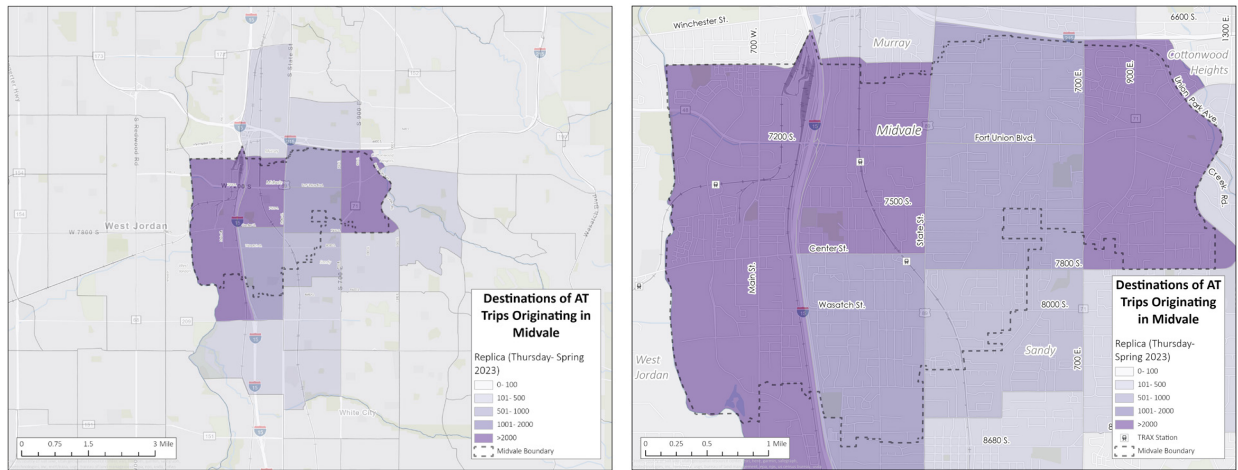 West Jordan
W 7800 S
S Redwood Rd
S State St
White City
Destinations of AT
Trips Originating in
Midvale
Replica (Thursday- Spring
2023)
0- 100
101- 500
501- 1000
1001- 2000
>2000
Midvale Boundary
0 0.75 1.5 3 Mile
Winchester St.
700 W.
Murray
6600 S.
1300 E.
Cottonwood
Heights
700 E.
900 E.
Union Park Ave
Creek Rd.
7200 S.
Midvale
Fort Union Blvd.
7500 S.
State St.
Center St.
7800 S.
Main St.
Wasatch St.
8000 S.
Sandy
700 E.
West
Jordan
8680 S.
Destinations of AT
Trips Originating
in Midvale
Replica (Thursday-
Spring 2023)
0- 100
101- 500
501- 1000
1001- 2000
>2000
TRAX Station
Midvale Boundary
0 0.25 0.5 1 Mile